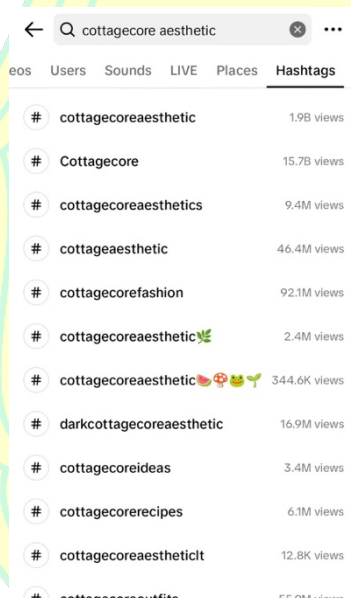 cottagecore aesthetic
eos Users Sounds LIVE Places Hashtags
# cottagecoreaesthetic 1.9B views
# Cottagecore 15.7B views
# cottagecoreaesthetics 9.4M views
# cottageaesthetic 46.4M views
# cottagecorefashion 92.1M views
# cottagecoreaesthetic🌿 2.4M views
# cottagecoreaesthetic🍉🍄🐸🌱 344.6K views
# darkcottagecoreaesthetic 16.9M views
# cottagecoreideas 3.4M views
# cottagecorerecipes 6.1M views
# cottagecoreaestheticlt 12.8K views